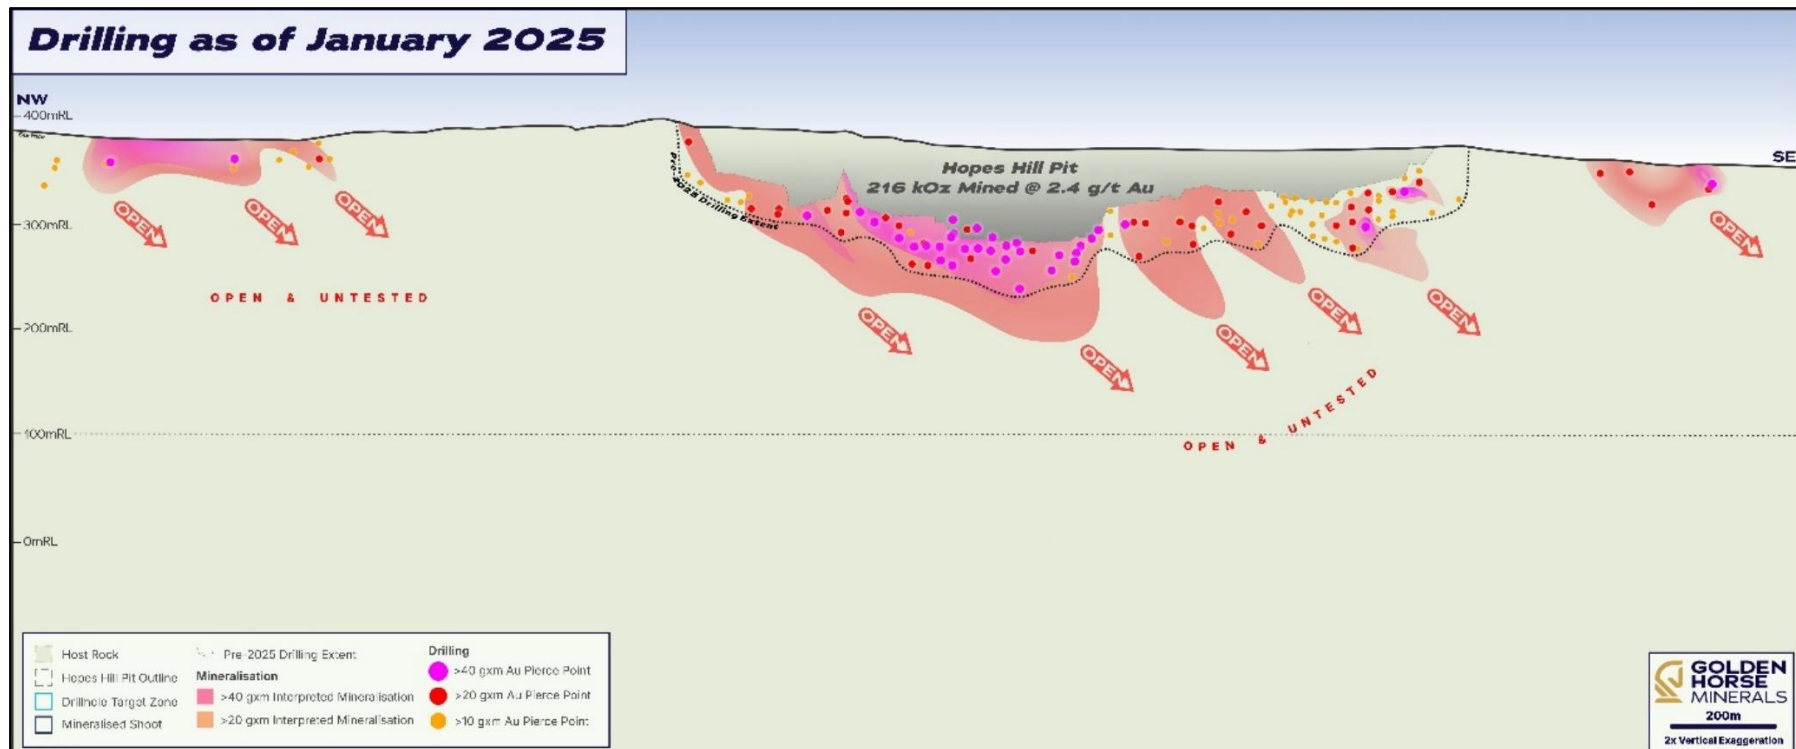 Drilling as of January 2025
NW
400mRL
SE
Hopes Hill Pit
216 kOz Mined @ 2.4 g/t Au
Pre-2025 Drilling Extent
300mRL
OPEN
OPEN
OPEN
OPEN & UNTESTED
200mRL
OPEN
OPEN
OPEN
OPEN
OPEN
OPEN
OPEN & UNTESTED
100mRL
0mRL
Host Rock
Hopes Hill Pit Outline
Drillhole Target Zone
Mineralised Shoot
Pre-2025 Drilling Extent
Mineralisation
>40 gxm Interpreted Mineralisation
>20 gxm Interpreted Mineralisation
Drilling
>40 gxm Au Pierce Point
>20 gxm Au Pierce Point
>10 gxm Au Pierce Point
GOLDEN
HORSE
MINERALS
200m
2x Vertical Exaggeration